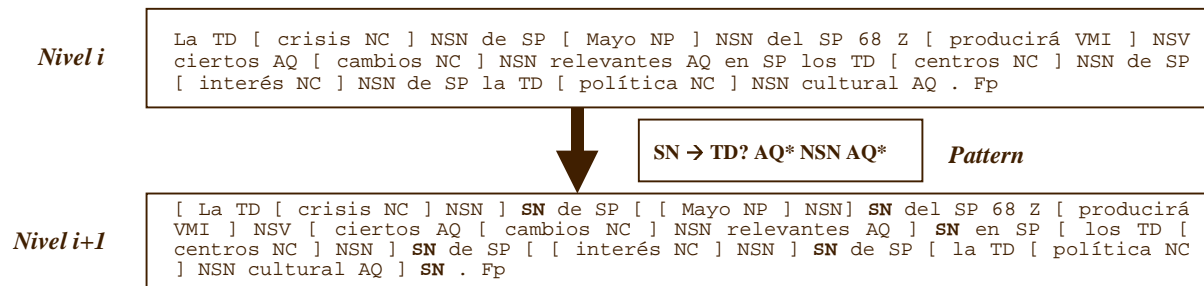 Nivel i
La TD [ crisis NC ] NSN de SP [ Mayo NP ] NSN del SP 68 Z [ producirá VMI ] NSV
ciertos AQ [ cambios NC ] NSN relevantes AQ en SP los TD [ centros NC ] NSN de SP
[ interés NC ] NSN de SP la TD [ política NC ] NSN cultural AQ . Fp
SN → TD? AQ* NSN AQ*
Pattern
Nivel i+1
[ La TD [ crisis NC ] NSN ] SN de SP [ [ Mayo NP ] NSN] SN del SP 68 Z [ producirá
VMI ] NSV [ ciertos AQ [ cambios NC ] NSN relevantes AQ ] SN en SP [ los TD [
centros NC ] NSN ] SN de SP [ [ interés NC ] NSN ] SN de SP [ la TD [ política NC
] NSN cultural AQ ] SN . Fp